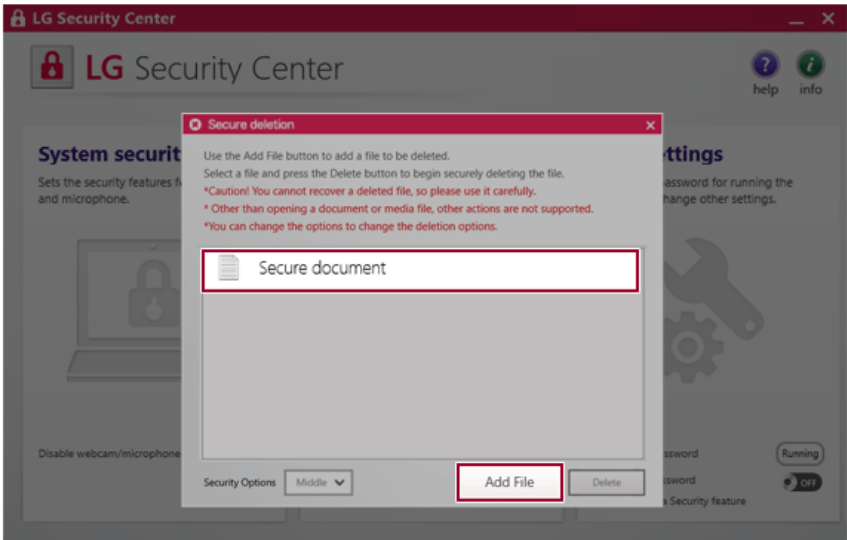 LG Security Center
LG Security Center
help info
Secure deletion
System securit
Sets the security features f
and microphone.
Use the Add File button to add a file to be deleted.
Select a file and press the Delete button to begin securely deleting the file.
*Caution! You cannot recover a deleted file, so please use it carefully.
* Other than opening a document or media file, other actions are not supported.
*You can change the options to change the deletion options.
Secure document
ttings
assword for running the
hange other settings.
Disable webcam/microphone
Security Options Middle Add File Delete
ssword Running
sword OFF
Security feature